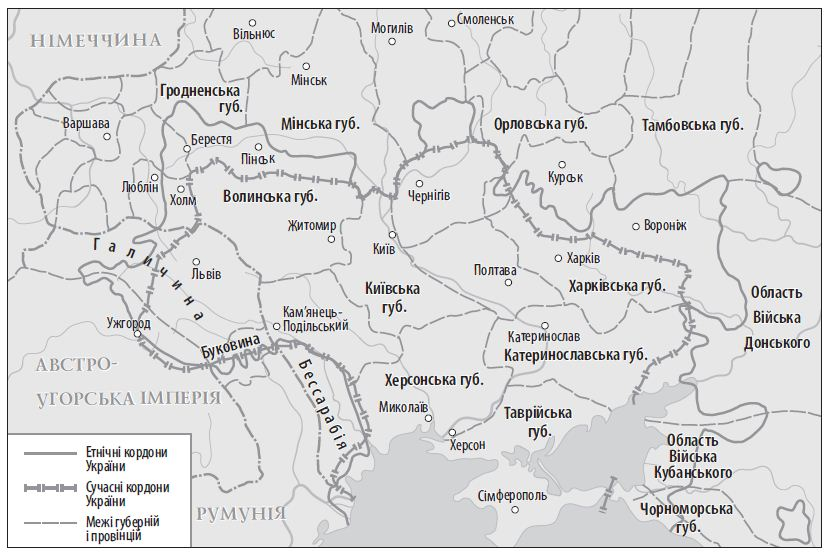 НІМЕЧЧИНА
Вільнюс
Могилів
Смоленськ
Мінськ
Гродненська
губ.
Варшава
Мінська губ.
Орловська губ.
Тамбовська губ.
Берестя
Пінськ
Курськ
Люблін
Холм
Волинська губ.
Чернігів
Житомир
Вороніж
Галичина
Київ
Львів
Полтава
Харків
Київська
губ.
Харківська губ.
Область
Війська
Донського
Кам’янець-
Подільський
Ужгород
Буковина
Катеринослав
Катеринославська губ.
АВСТРО-
УГОРСЬКА ІМПЕРІЯ
Бессарабія
Херсонська губ.
Миколаїв
Таврійська
губ.
Херсон
Область
Війська
Кубанського
Етнічні кордони
України
Сучасні кордони
України
Межі губерній
і провінцій
РУМУНІЯ
Сімферополь
Чорноморська
губ.